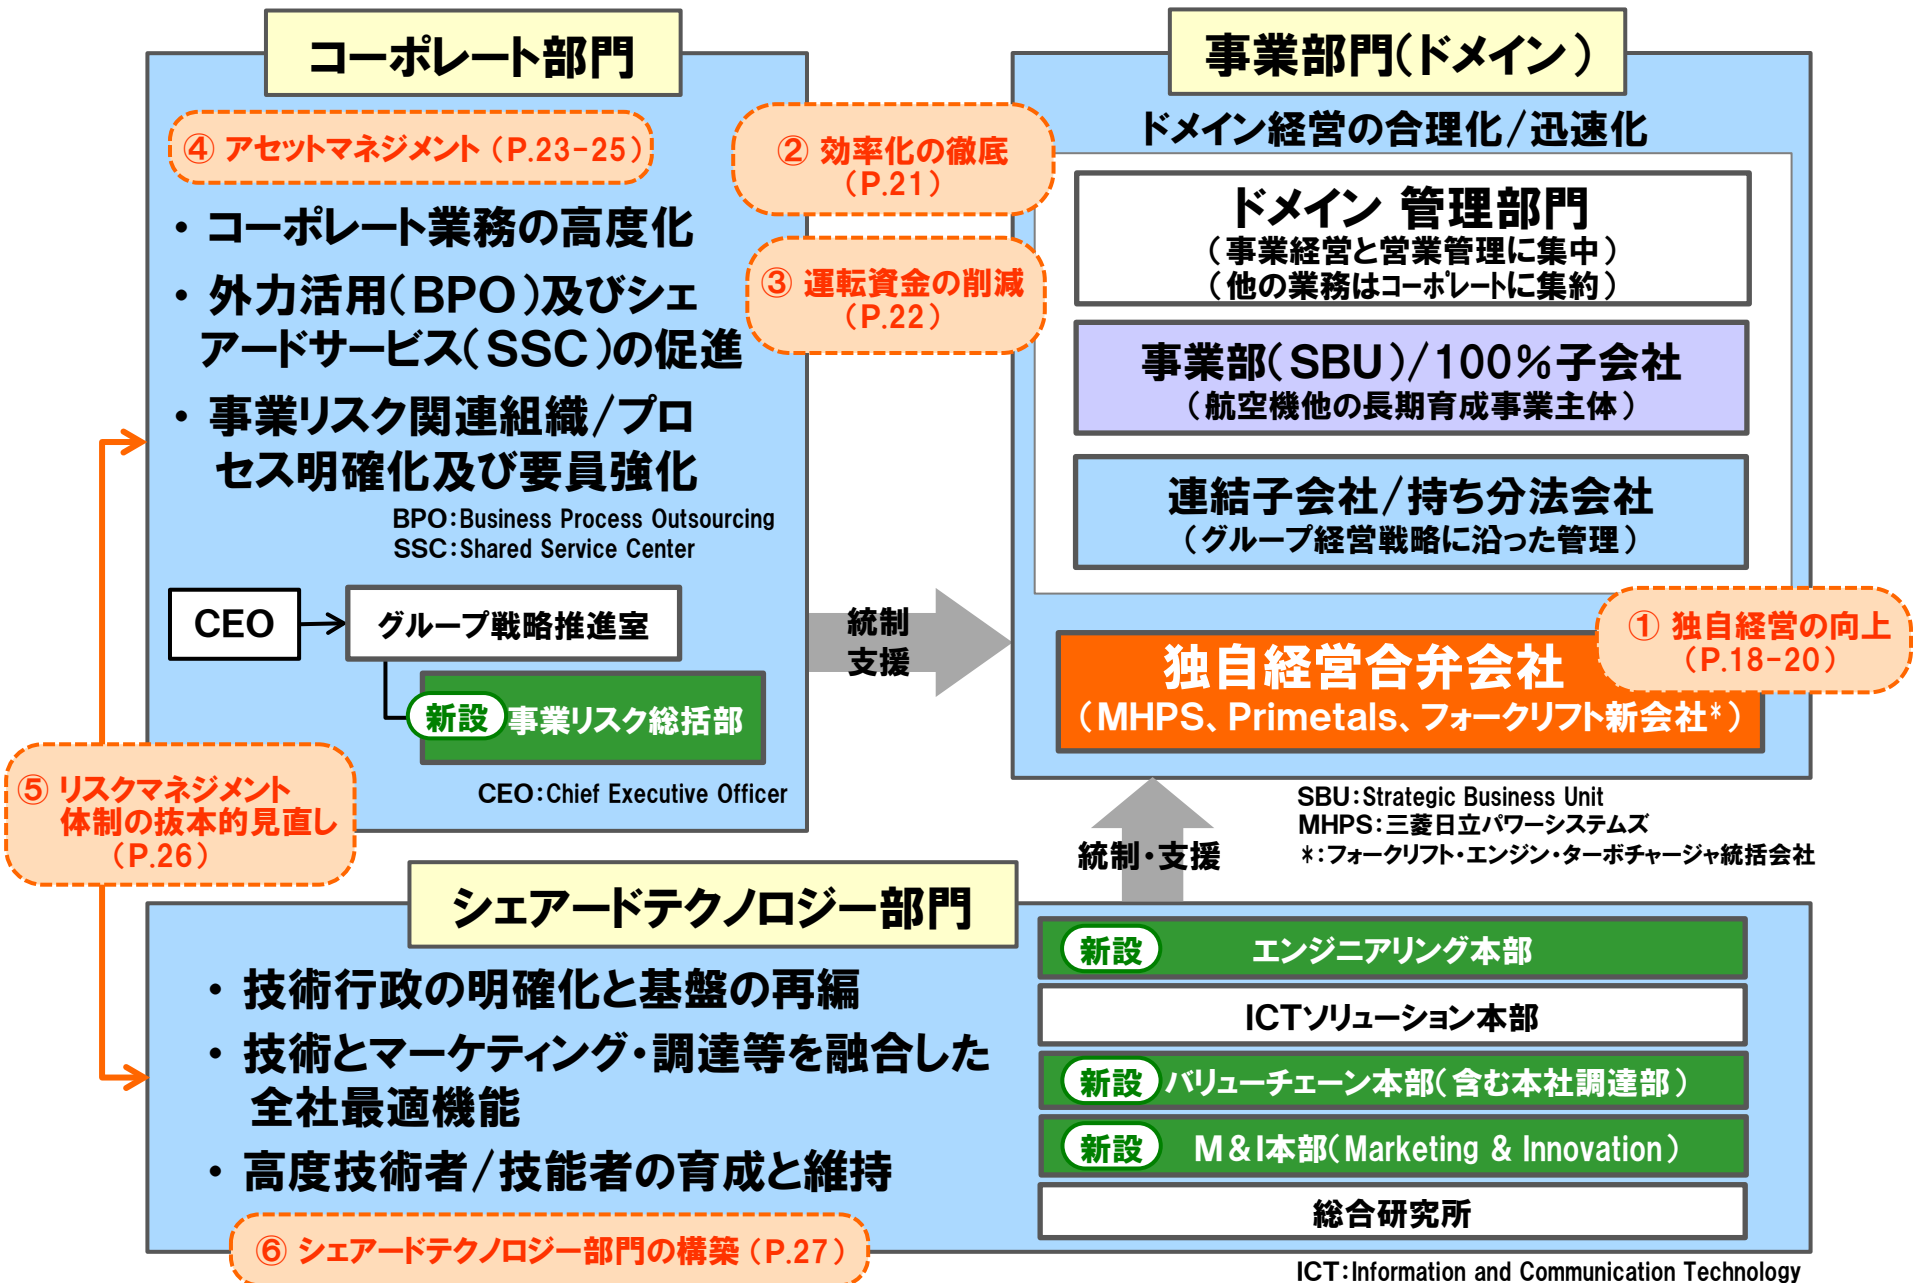 コーポレート部門
④ アセットマネジメント（P.23-25）
・ コーポレート業務の高度化
・ 外力活用(BPO)及びシェ
アードサービス(SSC)の促進
・ 事業リスク関連組織/プロ
セス明確化及び要員強化
BPO：Business Process Outsourcing
SSC：Shared Service Center
CEO
グループ戦略推進室
新設 事業リスク総括部
CEO：Chief Executive Officer
② 効率化の徹底
（P.21）
③ 運転資金の削減
（P.22）
統制
支援
事業部門(ドメイン)
ドメイン経営の合理化/迅速化
ドメイン 管理部門
（事業経営と営業管理に集中）
（他の業務はコーポレートに集約）
事業部(SBU)/100%子会社
（航空機他の長期育成事業主体）
連結子会社/持ち分法会社
（グループ経営戦略に沿った管理）
① 独自経営の向上
（P.18-20）
独自経営合弁会社
（MHPS、Primetals、フォークリフト新会社*）
SBU：Strategic Business Unit
MHPS：三菱日立パワーシステムズ
*：フォークリフト・エンジン・ターボチャージャ統括会社
統制・支援
⑤ リスクマネジメント
体制の抜本的見直し
（P.26）
シェアードテクノロジー部門
・ 技術行政の明確化と基盤の再編
・ 技術とマーケティング・調達等を融合した
全社最適機能
・ 高度技術者/技能者の育成と維持
⑥ シェアードテクノロジー部門の構築（P.27）
新設 エンジニアリング本部
ICTソリューション本部
新設 バリューチェーン本部(含む本社調達部)
新設 M＆I本部(Marketing & Innovation)
総合研究所
ICT：Information and Communication Technology